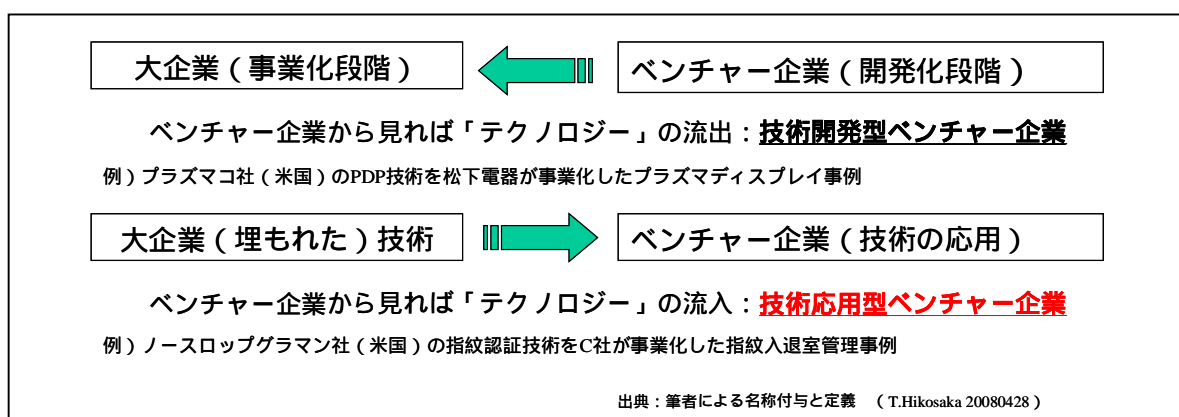 大企業（事業化段階） ベンチャー企業（開発化段階）
ベンチャー企業から見れば「テクノロジー」の流出：技術開発型ベンチャー企業
例）プラズマコ社（米国）のPDP技術を松下電器が事業化したプラズマディスプレイ事例
大企業（埋もれた）技術 ベンチャー企業（技術の応用）
ベンチャー企業から見れば「テクノロジー」の流入：技術応用型ベンチャー企業
例）ノースロップグラマン社（米国）の指紋認証技術をC社が事業化した指紋入退室管理事例
出典：筆者による名称付与と定義 （T.Hikosaka 20080428）